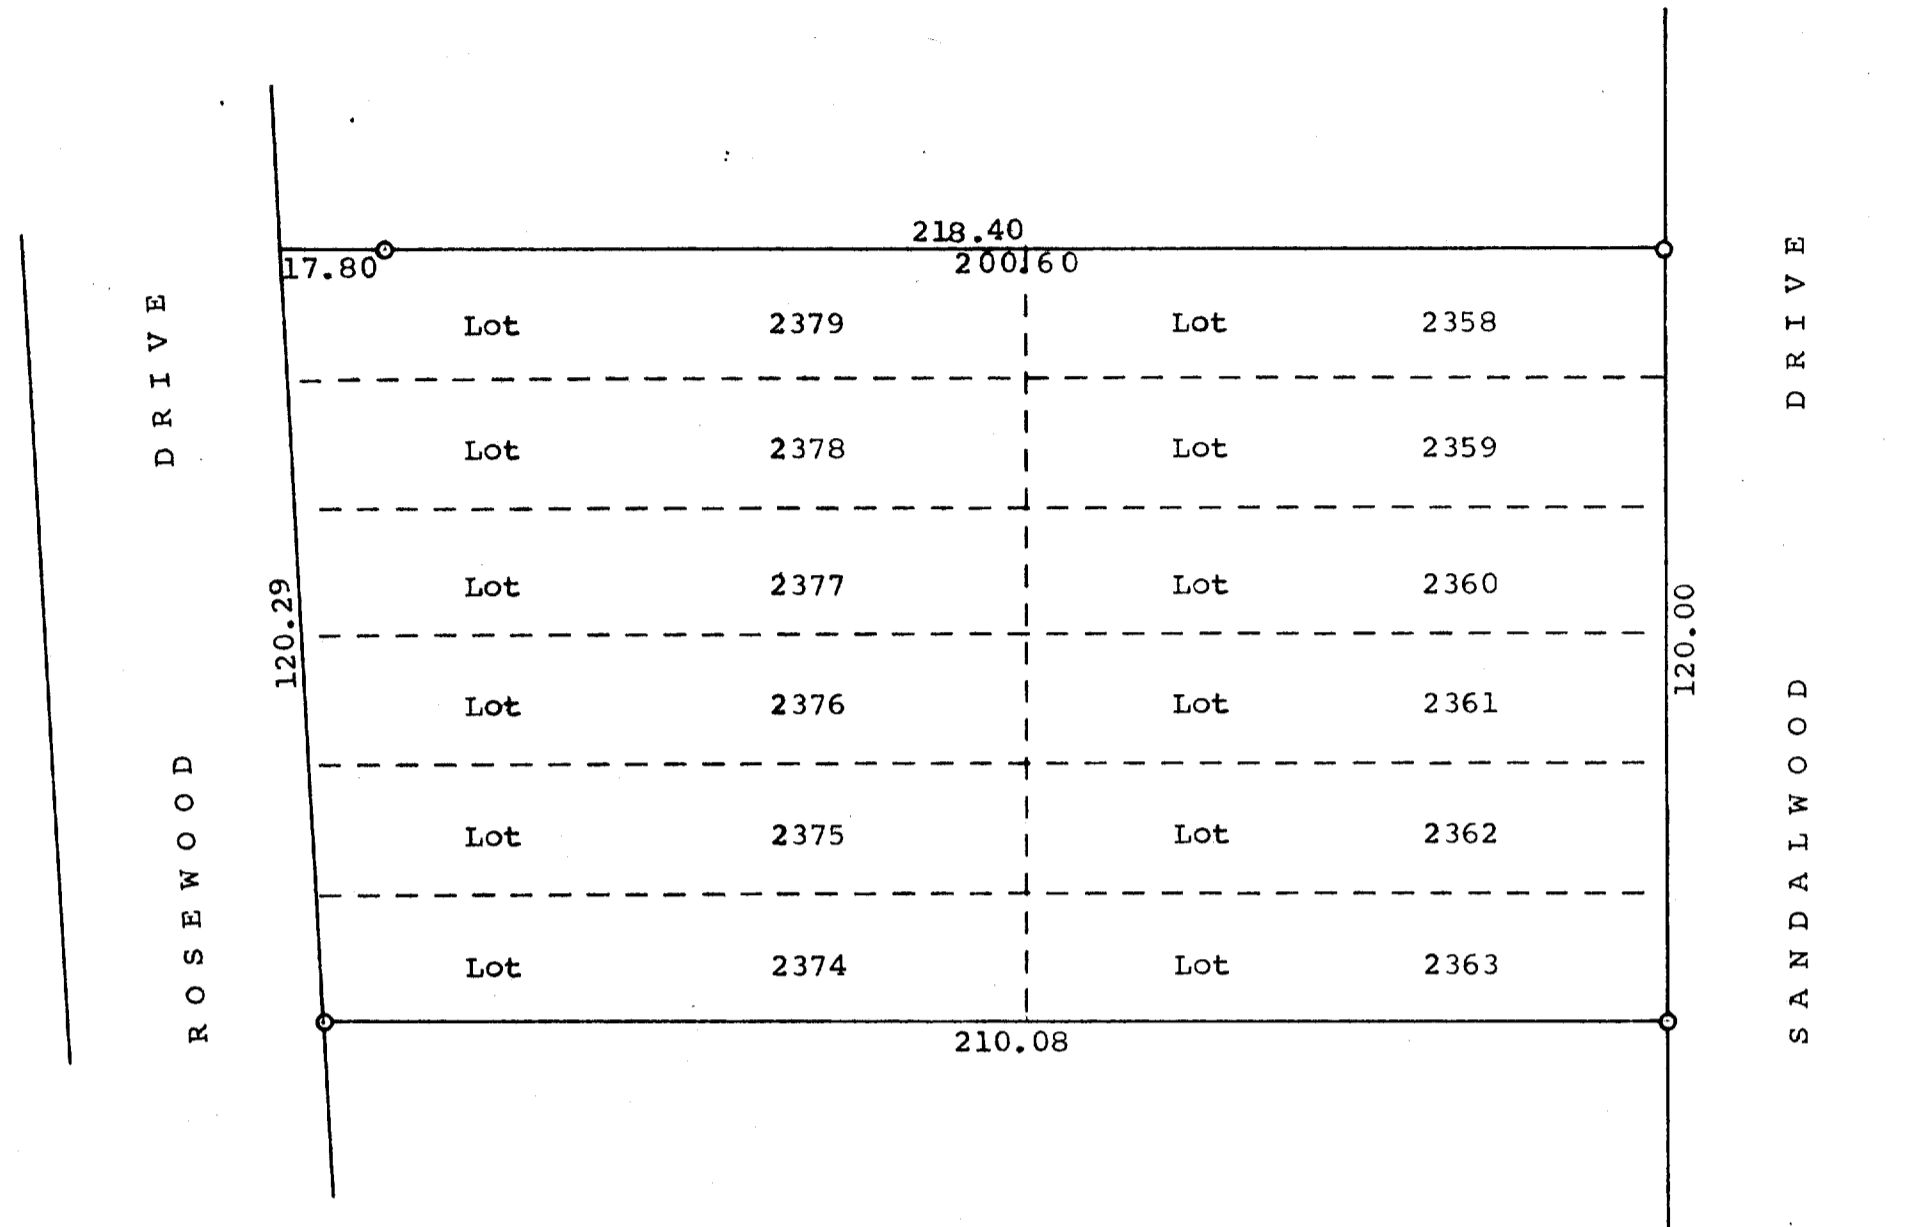 218.40
17.80 200.60
Lot 2379 Lot 2358
Lot 2378 Lot 2359
Lot 2377 Lot 2360
Lot 2376 Lot 2361
Lot 2375 Lot 2362
Lot 2374 Lot 2363
210.08
120.29
120.00
ROSEWOOD DRIVE
SANDALWOOD DRIVE